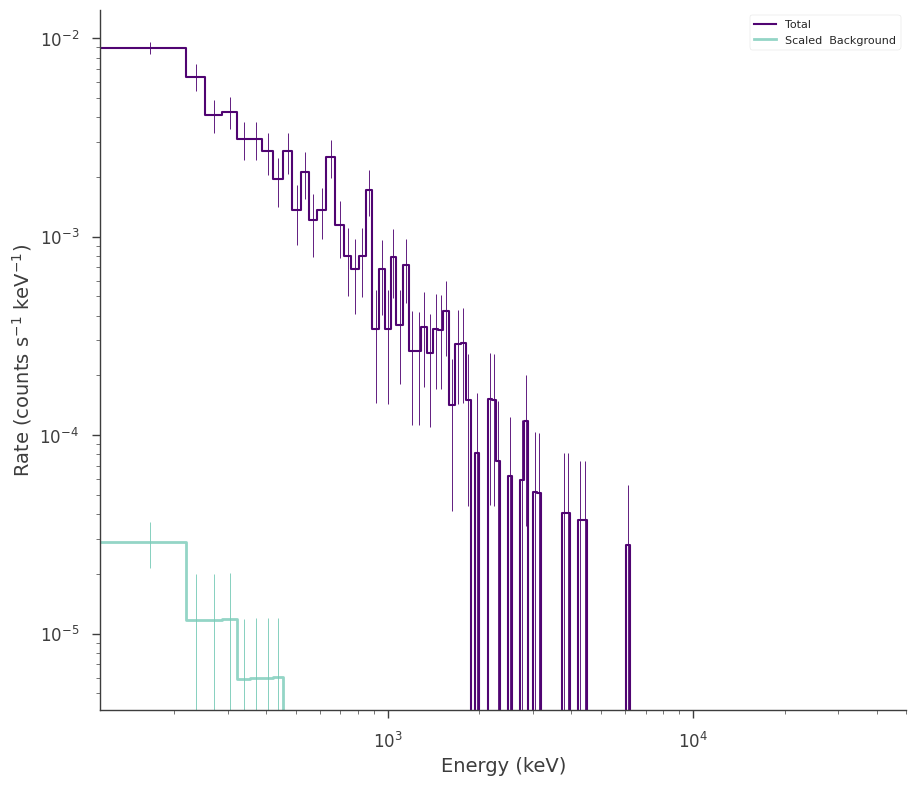 Total
Scaled  Background
10⁻²
10⁻³
10⁻⁴
10⁻⁵
Rate (counts s⁻¹ keV⁻¹)
10³
10⁴
Energy (keV)